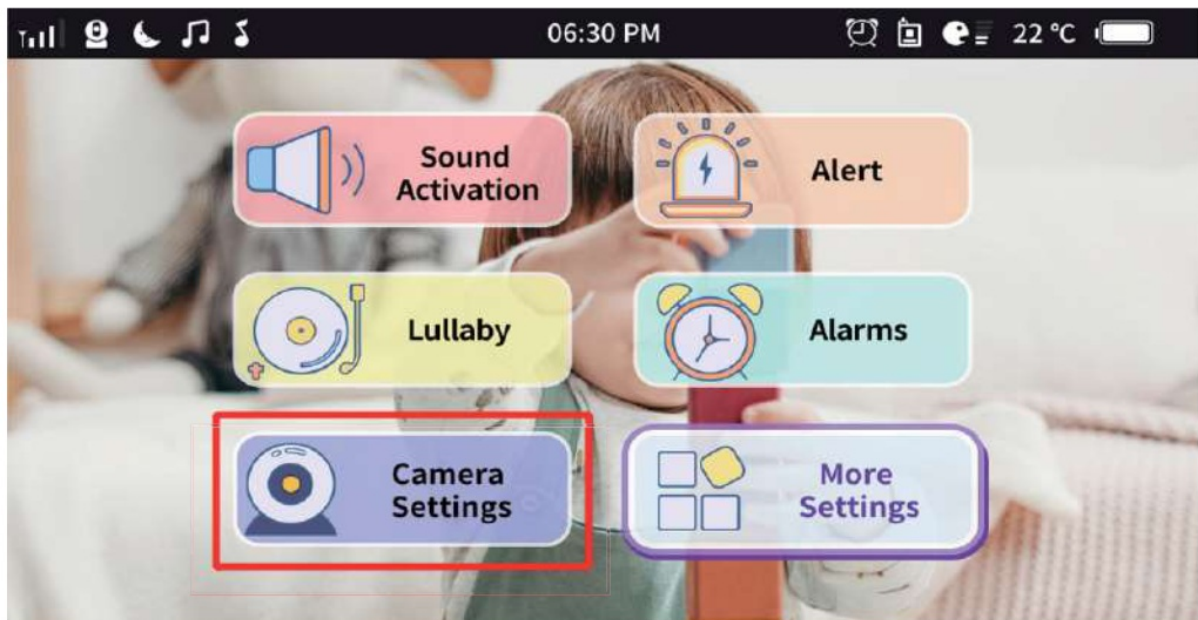 06:30 PM
22 °C
Sound
Activation
Alert
Lullaby
Alarms
Camera
Settings
More
Settings